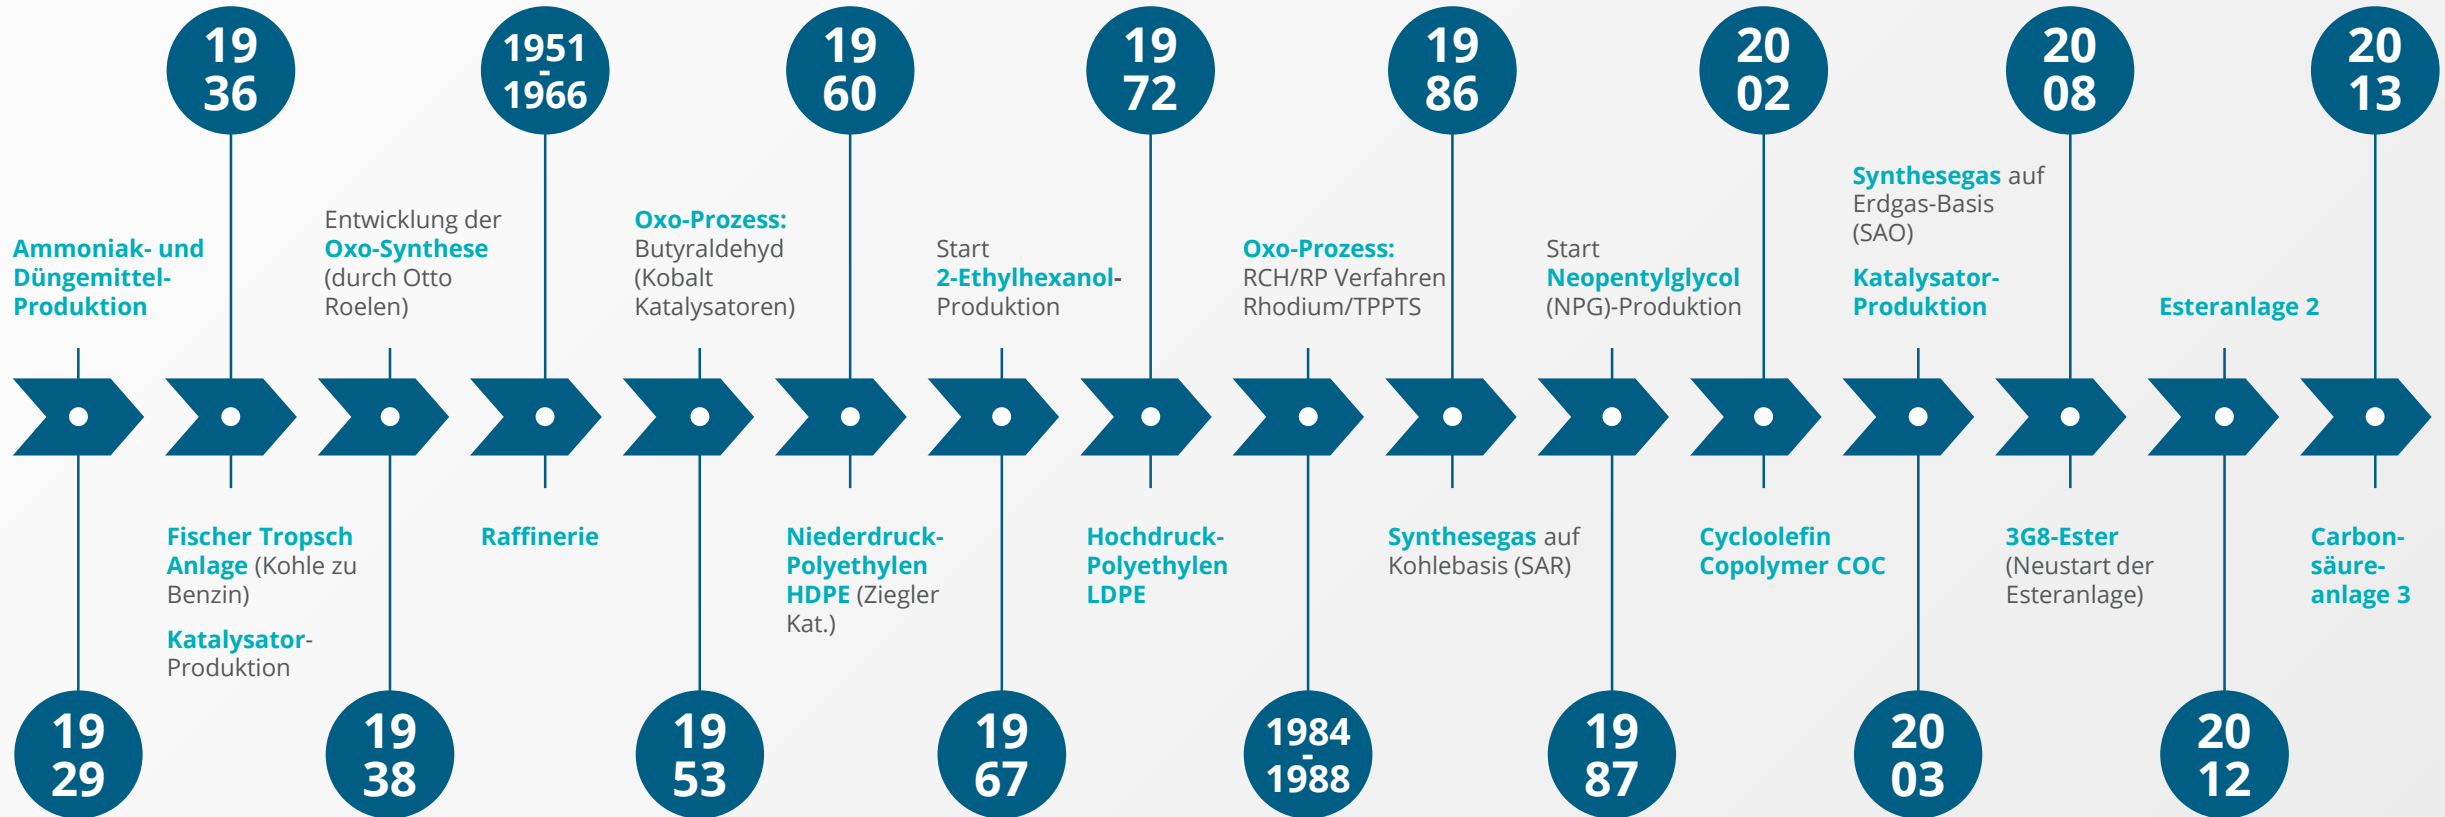 19
29
Ammoniak- und
Düngemittel-
Produktion
19
36
Fischer Tropsch
Anlage (Kohle zu
Benzin)
Katalysator-
Produktion
19
38
Entwicklung der
Oxo-Synthese
(durch Otto
Roelen)
1951
-
1966
Raffinerie
19
53
Oxo-Prozess:
Butyraldehyd
(Kobalt
Katalysatoren)
19
60
Niederdruck-
Polyethylen
HDPE (Ziegler
Kat.)
19
67
Start
2-Ethylhexanol-
Produktion
19
72
Hochdruck-
Polyethylen
LDPE
1984
-
1988
Oxo-Prozess:
RCH/RP Verfahren
Rhodium/TPPTS
19
86
Synthesegas auf
Kohlebasis (SAR)
19
87
Start
Neopentylglycol
(NPG)-Produktion
20
02
Cycloolefin
Copolymer COC
20
03
Synthesegas auf
Erdgas-Basis
(SAO)
Katalysator-
Produktion
20
08
3G8-Ester
(Neustart der
Esteranlage)
20
12
Esteranlage 2
20
13
Carbon-
säure-
anlage 3